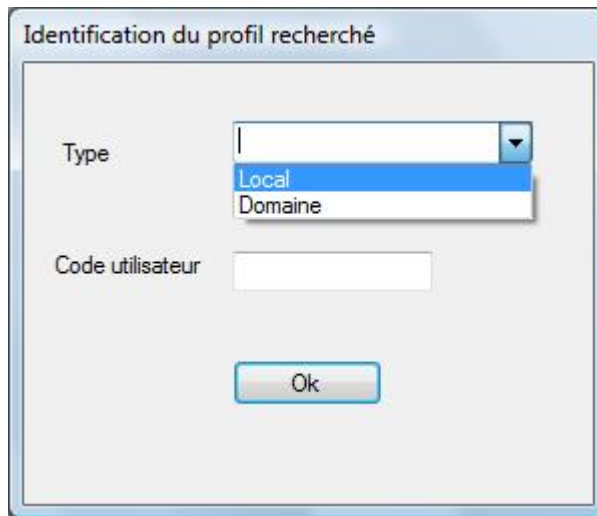 Identification du profil recherché
Type
Local
Domaine
Code utilisateur
Ok